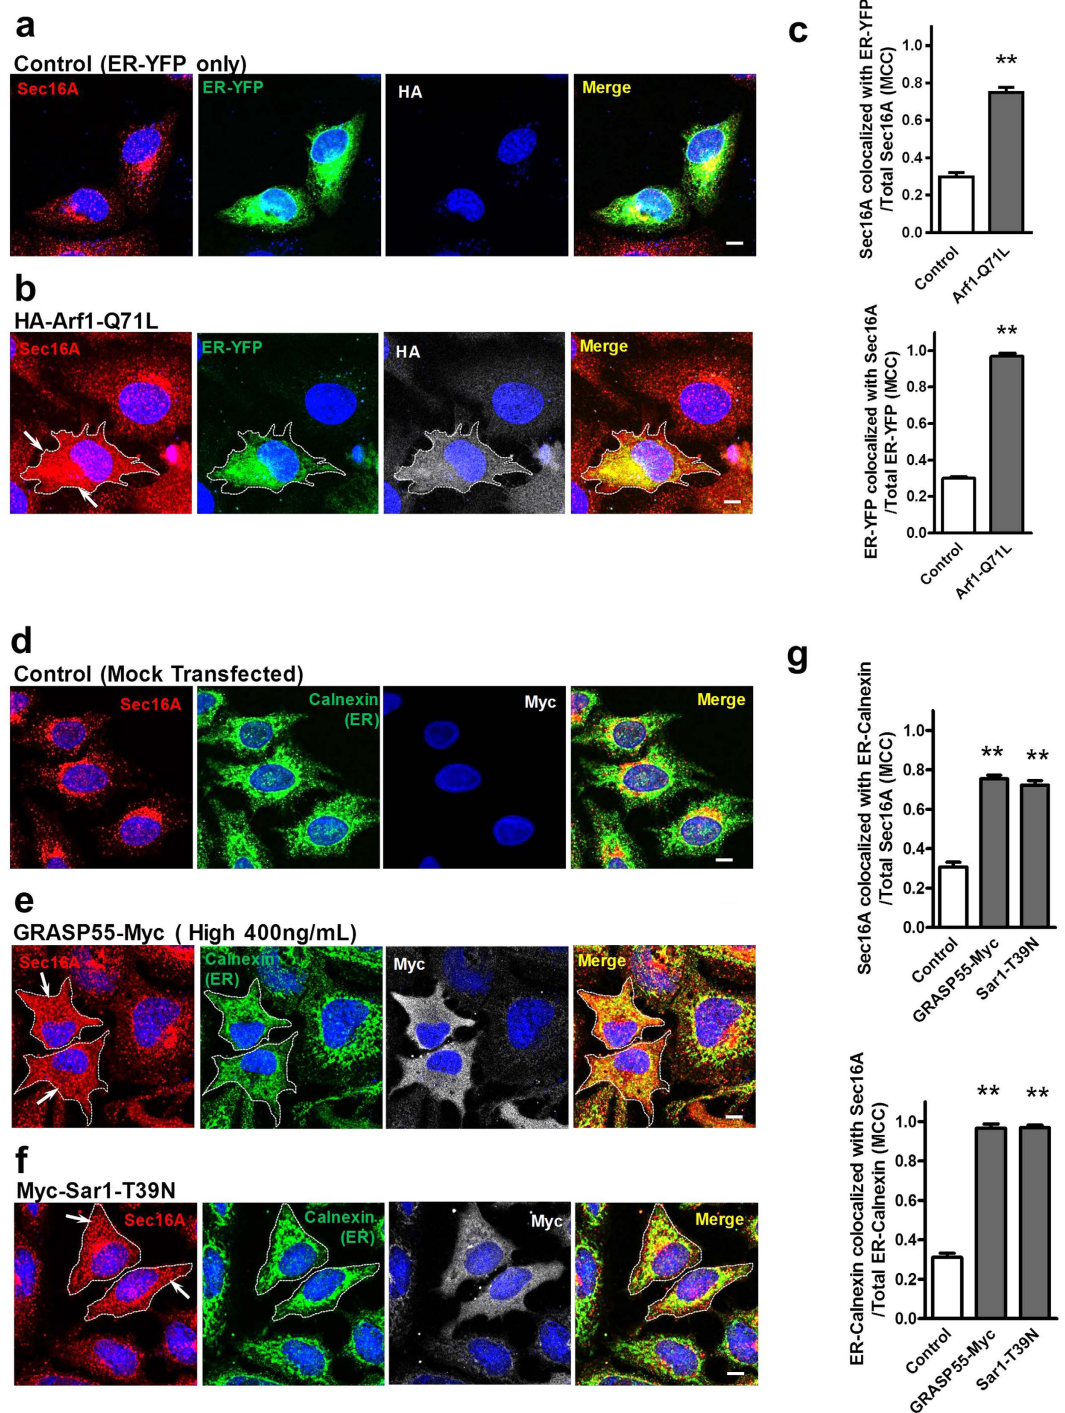 a
Control (ER-YFP only)
Sec16A
ER-YFP
HA
Merge
b
HA-Arf1-Q71L
Sec16A
ER-YFP
HA
Merge
c
Sec16A colocalized with ER-YFP
/Total Sec16A (MCC)
1.0
0.8
0.6
0.4
0.2
0.0
**
Control
Arf1-Q71L
ER-YFP colocalized with Sec16A
/Total ER-YFP (MCC)
1.0
0.8
0.6
0.4
0.2
0.0
**
Control
Arf1-Q71L
d
Control (Mock Transfected)
Sec16A
Calnexin
(ER)
Myc
Merge
e
GRASP55-Myc ( High 400ng/mL)
Sec16A
Calnexin
(ER)
Myc
Merge
f
Myc-Sar1-T39N
Sec16A
Calnexin
(ER)
Myc
Merge
g
Sec16A colocalized with ER-Calnexin
/Total Sec16A (MCC)
1.0
0.8
0.6
0.4
0.2
0.0
**
**
Control
GRASP55-Myc
Sar1-T39N
ER-Calnexin colocalized with Sec16A
/Total ER-Calnexin (MCC)
1.0
0.8
0.6
0.4
0.2
0.0
**
**
Control
GRASP55-Myc
Sar1-T39N